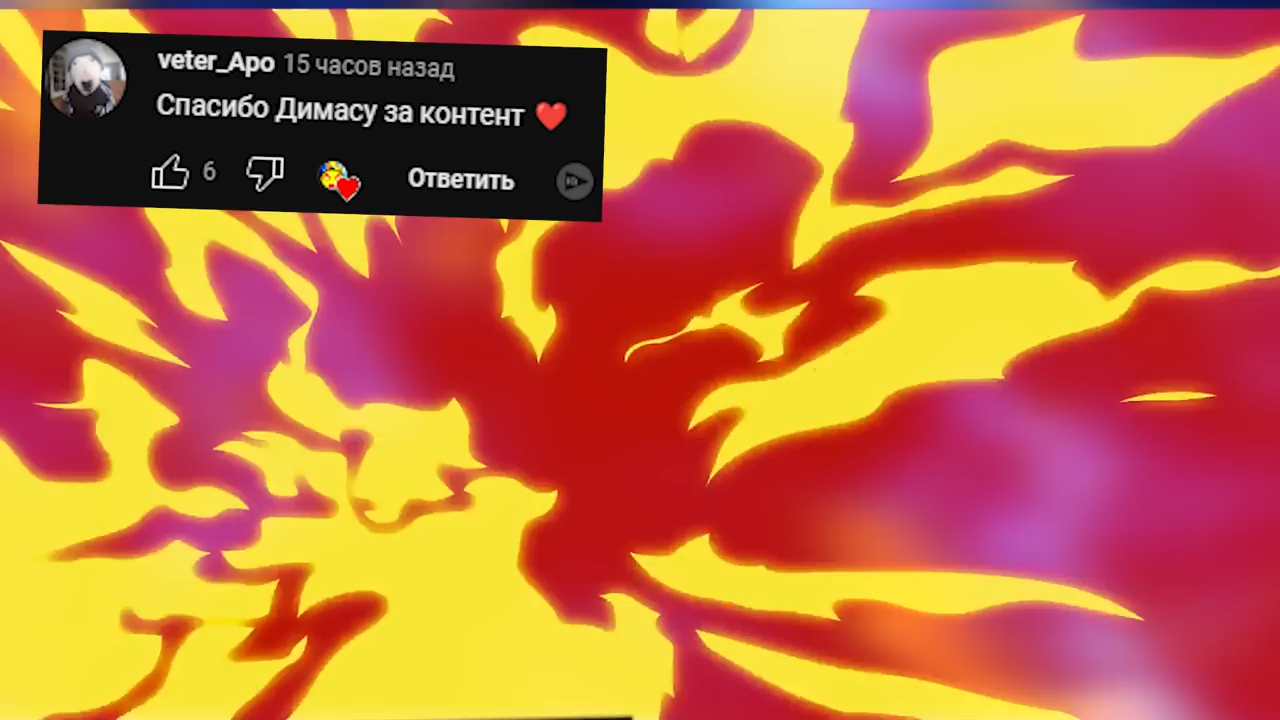 veter_Apo 15 часов назад
Спасибо Димасу за контент ❤️
6 Ответить